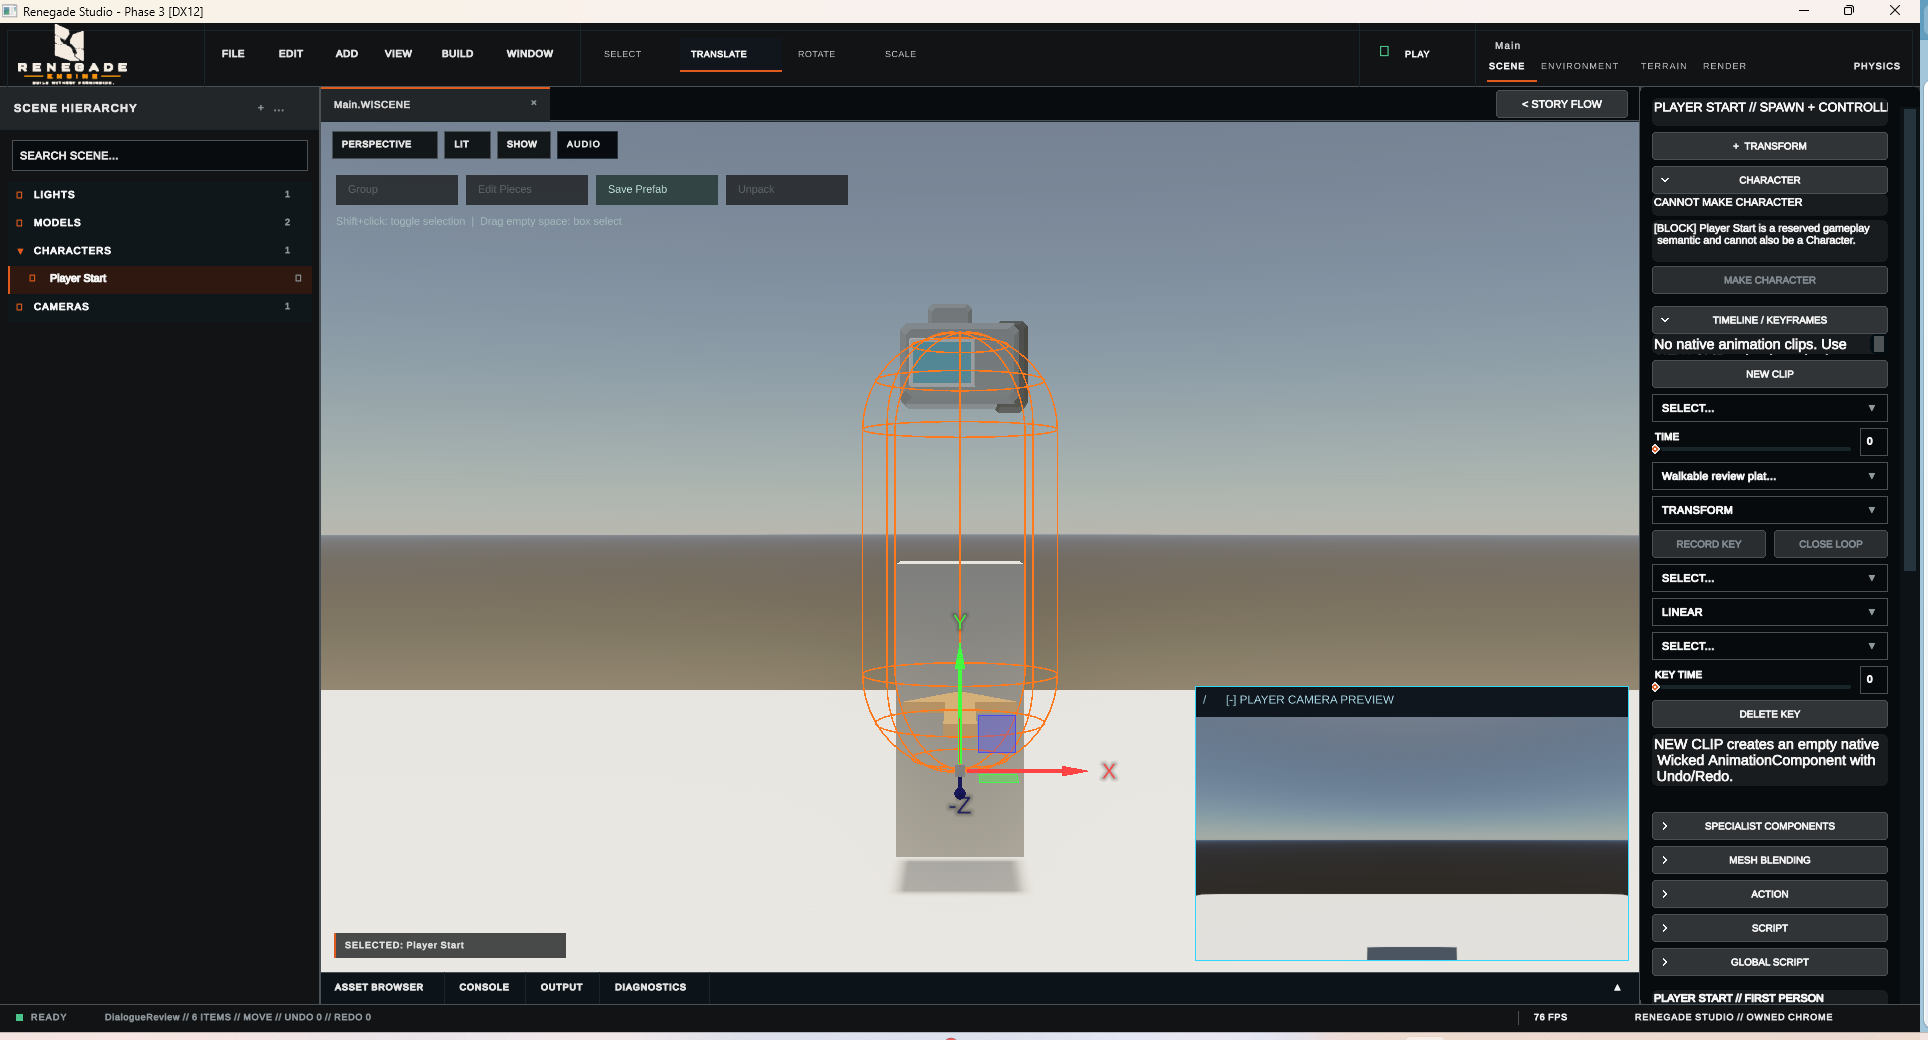 Renegade Studio - Phase 3 [DX12]
RENEGADE
ENGINE
BUILD WITHOUT PERMISSION.
FILE
EDIT
ADD
VIEW
BUILD
WINDOW
SELECT
TRANSLATE
ROTATE
SCALE
PLAY
Main
SCENE
ENVIRONMENT
TERRAIN
RENDER
PHYSICS
SCENE HIERARCHY
+ ...
SEARCH SCENE...
LIGHTS 1
MODELS 2
CHARACTERS 1
Player Start
CAMERAS 1
Main.WISCENE ×
< STORY FLOW
PERSPECTIVE
LIT
SHOW
AUDIO
Group
Edit Pieces
Save Prefab
Unpack
Shift+click: toggle selection | Drag empty space: box select
Y
X
-Z
/ [-] PLAYER CAMERA PREVIEW
SELECTED: Player Start
PLAYER START // SPAWN + CONTROLL
+ TRANSFORM
CHARACTER
CANNOT MAKE CHARACTER
[BLOCK] Player Start is a reserved gameplay
semantic and cannot also be a Character.
MAKE CHARACTER
TIMELINE / KEYFRAMES
No native animation clips. Use
NEW CLIP
SELECT...
TIME
0
Walkable review plat...
TRANSFORM
RECORD KEY
CLOSE LOOP
SELECT...
LINEAR
SELECT...
KEY TIME
0
DELETE KEY
NEW CLIP creates an empty native
Wicked AnimationComponent with
Undo/Redo.
SPECIALIST COMPONENTS
MESH BLENDING
ACTION
SCRIPT
GLOBAL SCRIPT
PLAYER START // FIRST PERSON
ASSET BROWSER
CONSOLE
OUTPUT
DIAGNOSTICS
READY
DialogueReview // 6 ITEMS // MOVE // UNDO 0 // REDO 0
76 FPS
RENEGADE STUDIO // OWNED CHROME